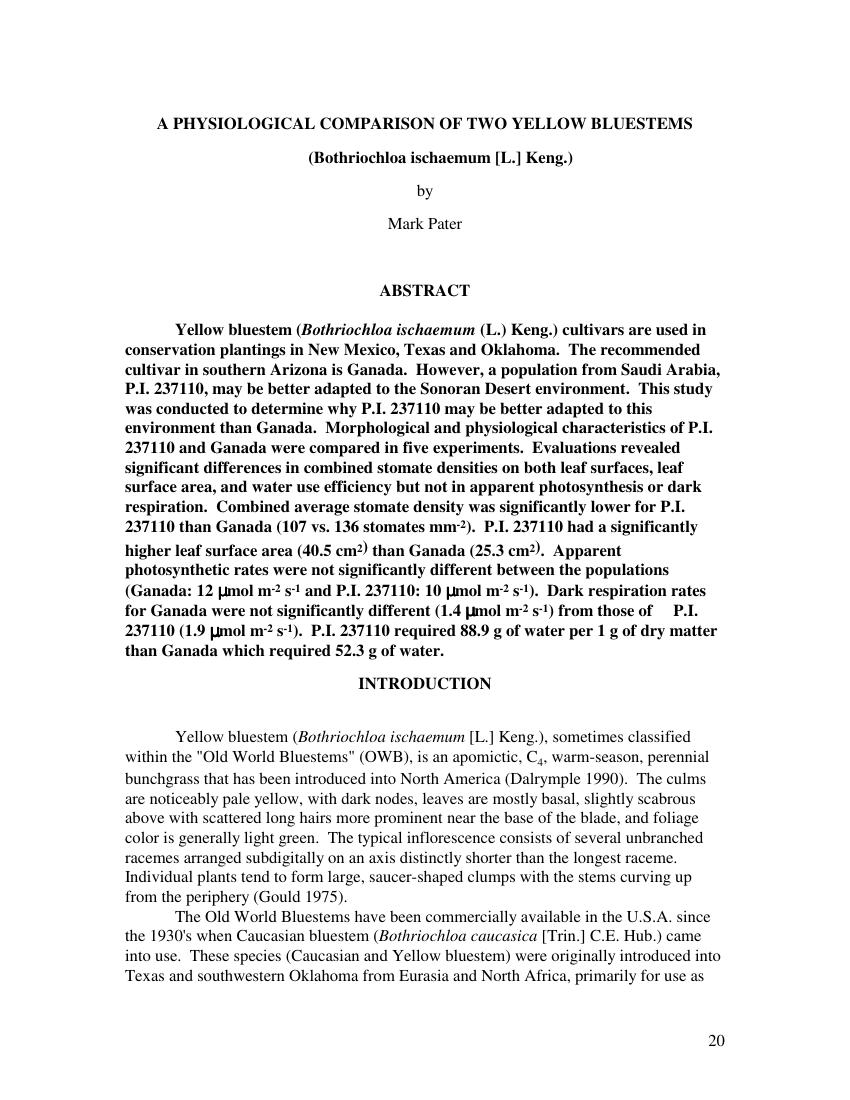 A PHYSIOLOGICAL COMPARISON OF TWO YELLOW BLUESTEMS
(Bothriochloa ischaemum [L.] Keng.)
by
Mark Pater
ABSTRACT
Yellow bluestem (Bothriochloa ischaemum (L.) Keng.) cultivars are used in
conservation plantings in New Mexico, Texas and Oklahoma.  The recommended
cultivar in southern Arizona is Ganada.  However, a population from Saudi Arabia,
P.I. 237110, may be better adapted to the Sonoran Desert environment.  This study
was conducted to determine why P.I. 237110 may be better adapted to this
environment than Ganada.  Morphological and physiological characteristics of P.I.
237110 and Ganada were compared in five experiments.  Evaluations revealed
significant differences in combined stomate densities on both leaf surfaces, leaf
surface area, and water use efficiency but not in apparent photosynthesis or dark
respiration.  Combined average stomate density was significantly lower for P.I.
237110 than Ganada (107 vs. 136 stomates mm-2).  P.I. 237110 had a significantly
higher leaf surface area (40.5 cm2) than Ganada (25.3 cm2).  Apparent
photosynthetic rates were not significantly different between the populations
(Ganada: 12 µmol m-2 s-1 and P.I. 237110: 10 µmol m-2 s-1).  Dark respiration rates
for Ganada were not significantly different (1.4 µmol m-2 s-1) from those of P.I.
237110 (1.9 µmol m-2 s-1).  P.I. 237110 required 88.9 g of water per 1 g of dry matter
than Ganada which required 52.3 g of water.
INTRODUCTION
Yellow bluestem (Bothriochloa ischaemum [L.] Keng.), sometimes classified
within the "Old World Bluestems" (OWB), is an apomictic, C4, warm-season, perennial
bunchgrass that has been introduced into North America (Dalrymple 1990).  The culms
are noticeably pale yellow, with dark nodes, leaves are mostly basal, slightly scabrous
above with scattered long hairs more prominent near the base of the blade, and foliage
color is generally light green.  The typical inflorescence consists of several unbranched
racemes arranged subdigitally on an axis distinctly shorter than the longest raceme.
Individual plants tend to form large, saucer-shaped clumps with the stems curving up
from the periphery (Gould 1975).
The Old World Bluestems have been commercially available in the U.S.A. since
the 1930's when Caucasian bluestem (Bothriochloa caucasica [Trin.] C.E. Hub.) came
into use.  These species (Caucasian and Yellow bluestem) were originally introduced into
Texas and southwestern Oklahoma from Eurasia and North Africa, primarily for use as
20